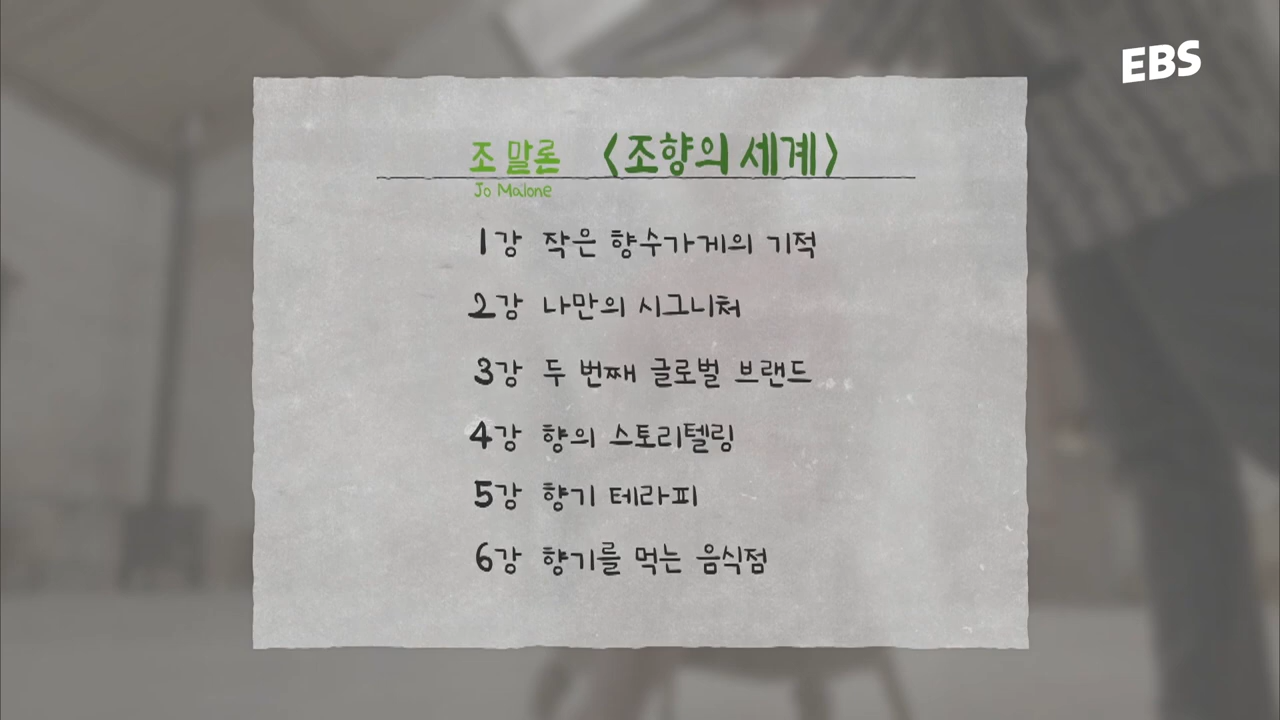 EBS
조 말론 〈조향의 세계〉
Jo Malone
1강 작은 향수가게의 기적
2강 나만의 시그니처
3강 두 번째 글로벌 브랜드
4강 향의 스토리텔링
5강 향기 테라피
6강 향기를 먹는 음식점